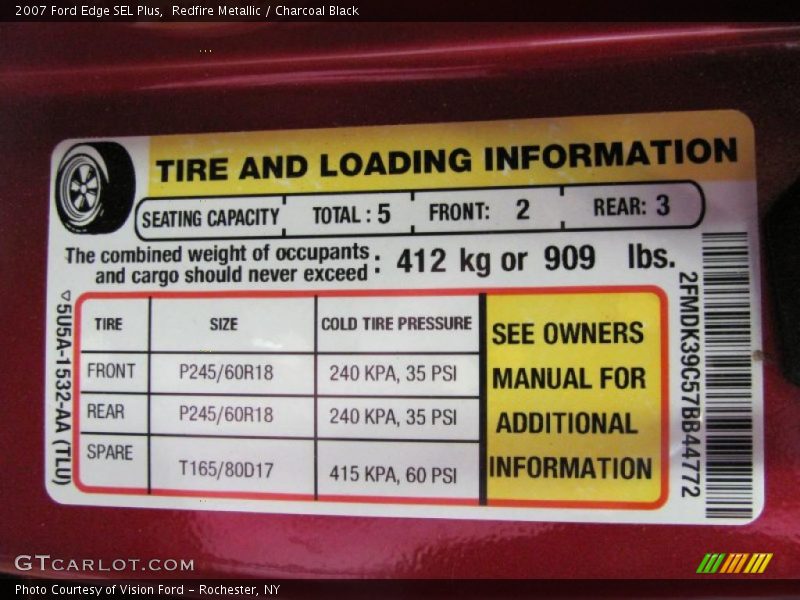 2007 Ford Edge SEL Plus,  Redfire Metallic / Charcoal Black
TIRE AND LOADING INFORMATION
SEATING CAPACITY TOTAL : 5 FRONT: 2 REAR: 3
The combined weight of occupants
and cargo should never exceed : 412 kg or 909 lbs.
TIRE SIZE COLD TIRE PRESSURE
FRONT P245/60R18 240 KPA, 35 PSI
REAR P245/60R18 240 KPA, 35 PSI
SPARE T165/80D17 415 KPA, 60 PSI
SEE OWNERS
MANUAL FOR
ADDITIONAL
INFORMATION
5U5A-1532-AA (TLU)
2FMDK39C57BB44772
GTCARLOT.COM
Photo Courtesy of Vision Ford - Rochester, NY